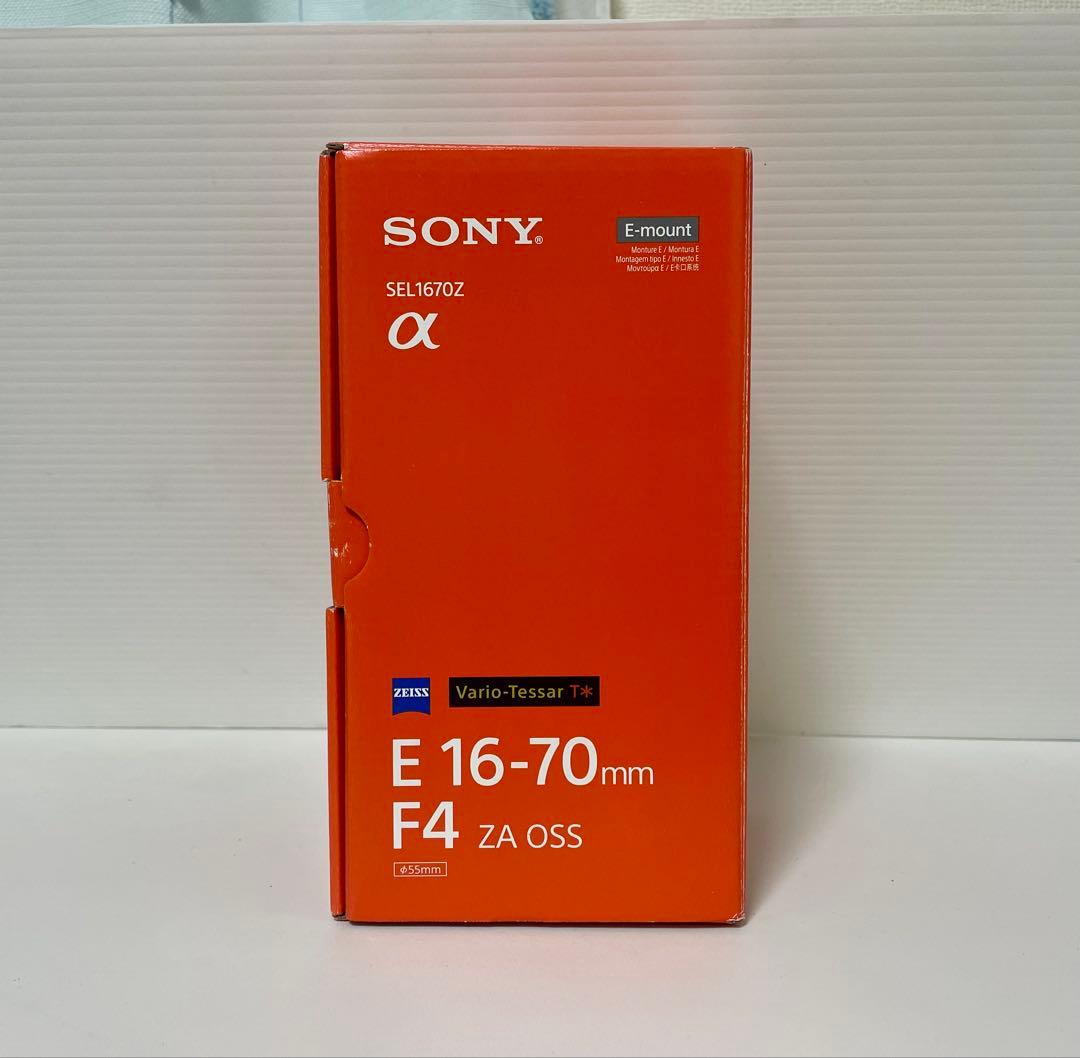 SONY®
E-mount
Monture E / Montura E
Montagem tipo E / Innesto E
Μοντούρα E / E卡口系统
SEL1670Z
α
ZEISS
Vario-Tessar T*
E 16-70mm
F4 ZA OSS
ϕ55mm